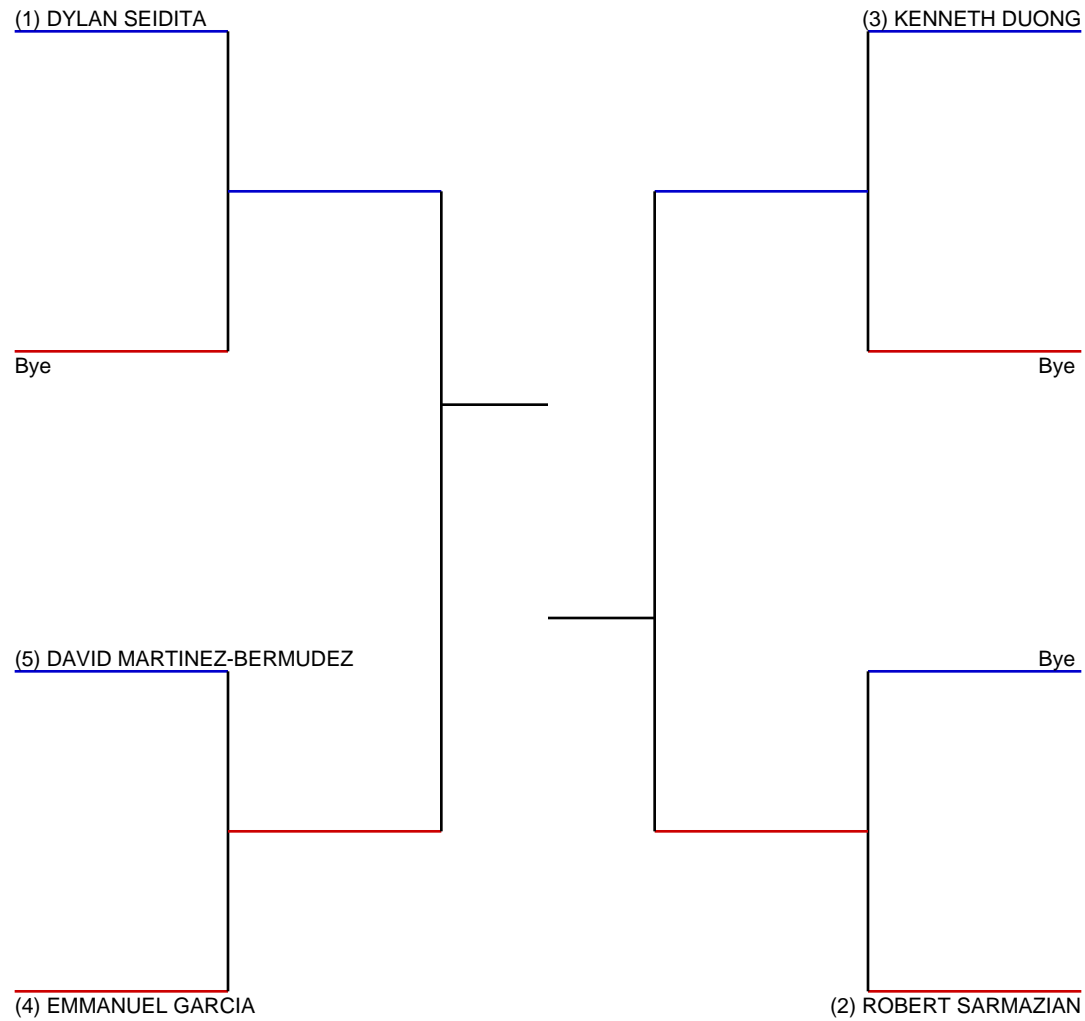 (1) DYLAN SEIDITA
(3) KENNETH DUONG
Bye
Bye
(5) DAVID MARTINEZ-BERMUDEZ
Bye
(4) EMMANUEL GARCIA
(2) ROBERT SARMAZIAN